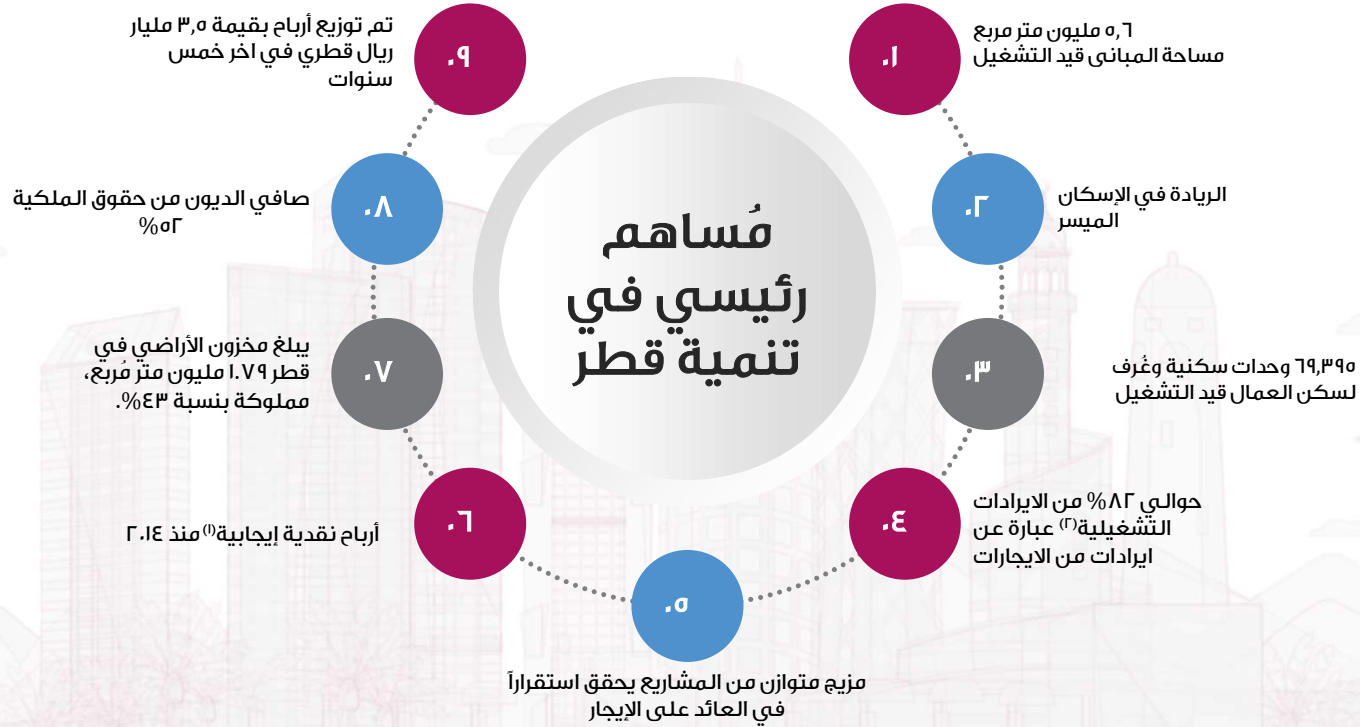 مُساهم
رئيسي في
تنمية قطر
.١
٥,٦ مليون متر مربع
مساحة المباني قيد التشغيل
.٢
الريادة في الإسكان
الميسر
.٣
٦٩,٣٩٥ وحدات سكنية وغُرف
لسكن العمال قيد التشغيل
.٤
حوالي ٨٢% من الايرادات
التشغيلية(٢) عبارة عن
ايرادات من الايجارات
.٥
مزيج متوازن من المشاريع يحقق استقراراً
في العائد على الإيجار
.٦
أرباح نقدية إيجابية(١) منذ ٢٠١٤
.٧
يبلغ مخزون الأراضي في
قطر ١.٧٩ مليون متر مُربع،
مملوكة بنسبة ٤٣%.
.٨
صافي الديون من حقوق الملكية
٥٢%
.٩
تم توزيع أرباح بقيمة ٣,٥ مليار
ريال قطري في اخر خمس
سنوات